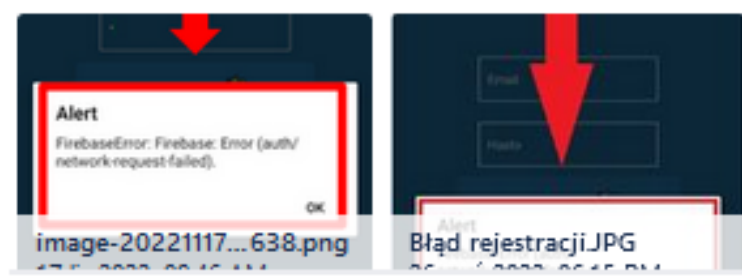 Alert
FirebaseError: Firebase: Error (auth/
network-request-failed).
OK
image-20221117....638.png
Email
Hasło
Alert
Błąd rejestracji.JPG